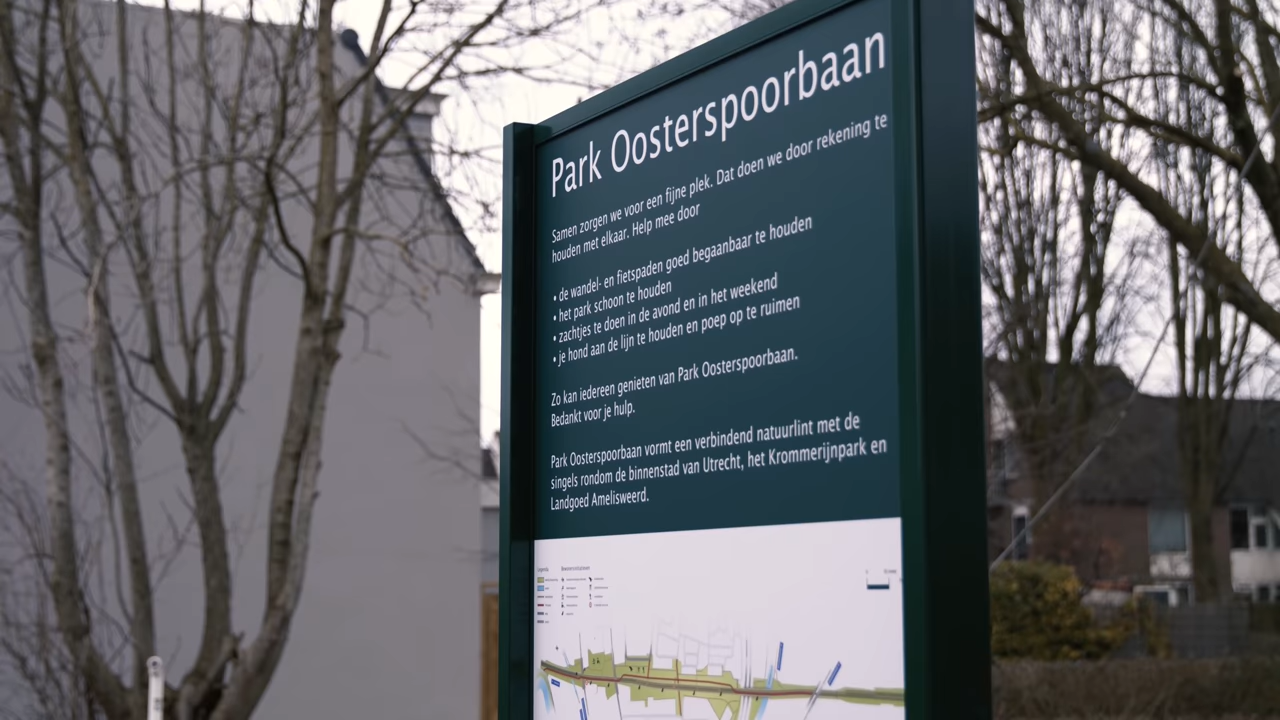 Park Oosterspoorbaan
Samen zorgen we voor een fijne plek. Dat doen we door rekening te
houden met elkaar. Help mee door
• de wandel- en fietspaden goed begaanbaar te houden
• het park schoon te houden
• zachtjes te doen in de avond en in het weekend
• je hond aan de lijn te houden en poep op te ruimen
Zo kan iedereen genieten van Park Oosterspoorbaan.
Bedankt voor je hulp.
Park Oosterspoorbaan vormt een verbindend natuurlint met de
singels rondom de binnenstad van Utrecht, het Krommerijnpark en
Landgoed Amelisweerd.
Legenda